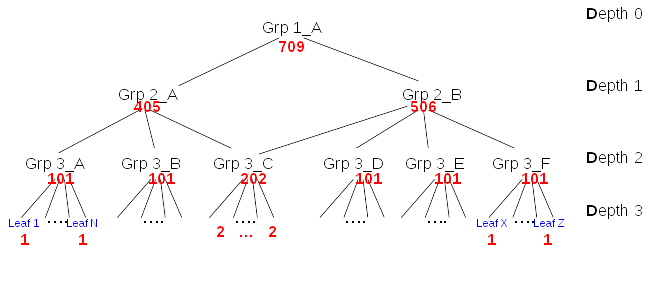 Depth 0
Grp 1_A
709
Depth 1
Grp 2_A Grp 2_B
405 506
Depth 2
Grp 3_A Grp 3_B Grp 3_C Grp 3_D Grp 3_E Grp 3_F
101 101 202 101 101 101
Depth 3
Leaf 1 .... Leaf N .... .... .... .... Leaf X .... Leaf Z
1 1 2 ... 2 1 1